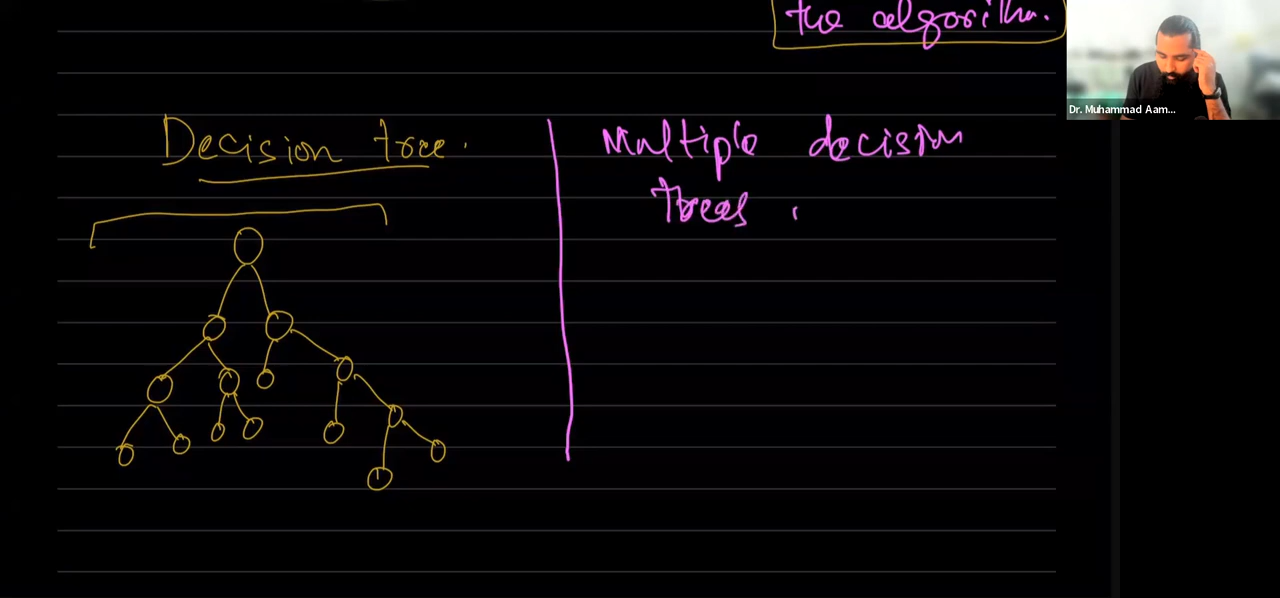 the algorithm.
Dr. Muhammad Aam...
Decision tree.
Multiple decision
trees